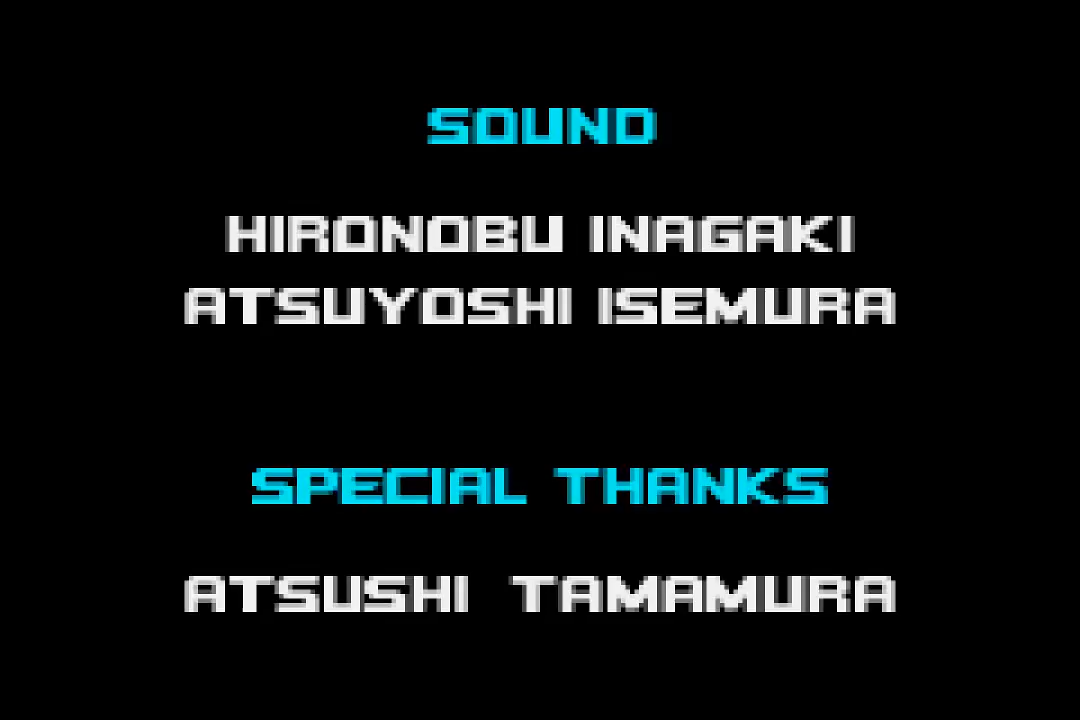 SOUND
HIRONOBU INAGAKI
ATSUYOSHI ISEMURA
SPECIAL THANKS
ATSUSHI TAMAMURA